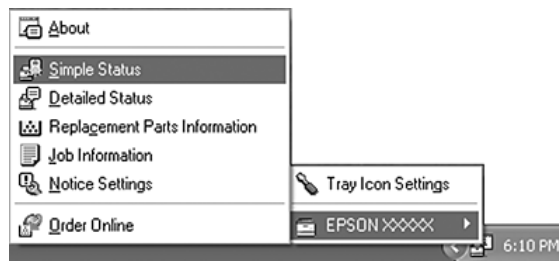 About
Simple Status
Detailed Status
Replacement Parts Information
Job Information
Notice Settings
Order Online
Tray Icon Settings
EPSON XXXXX
6:10 PM